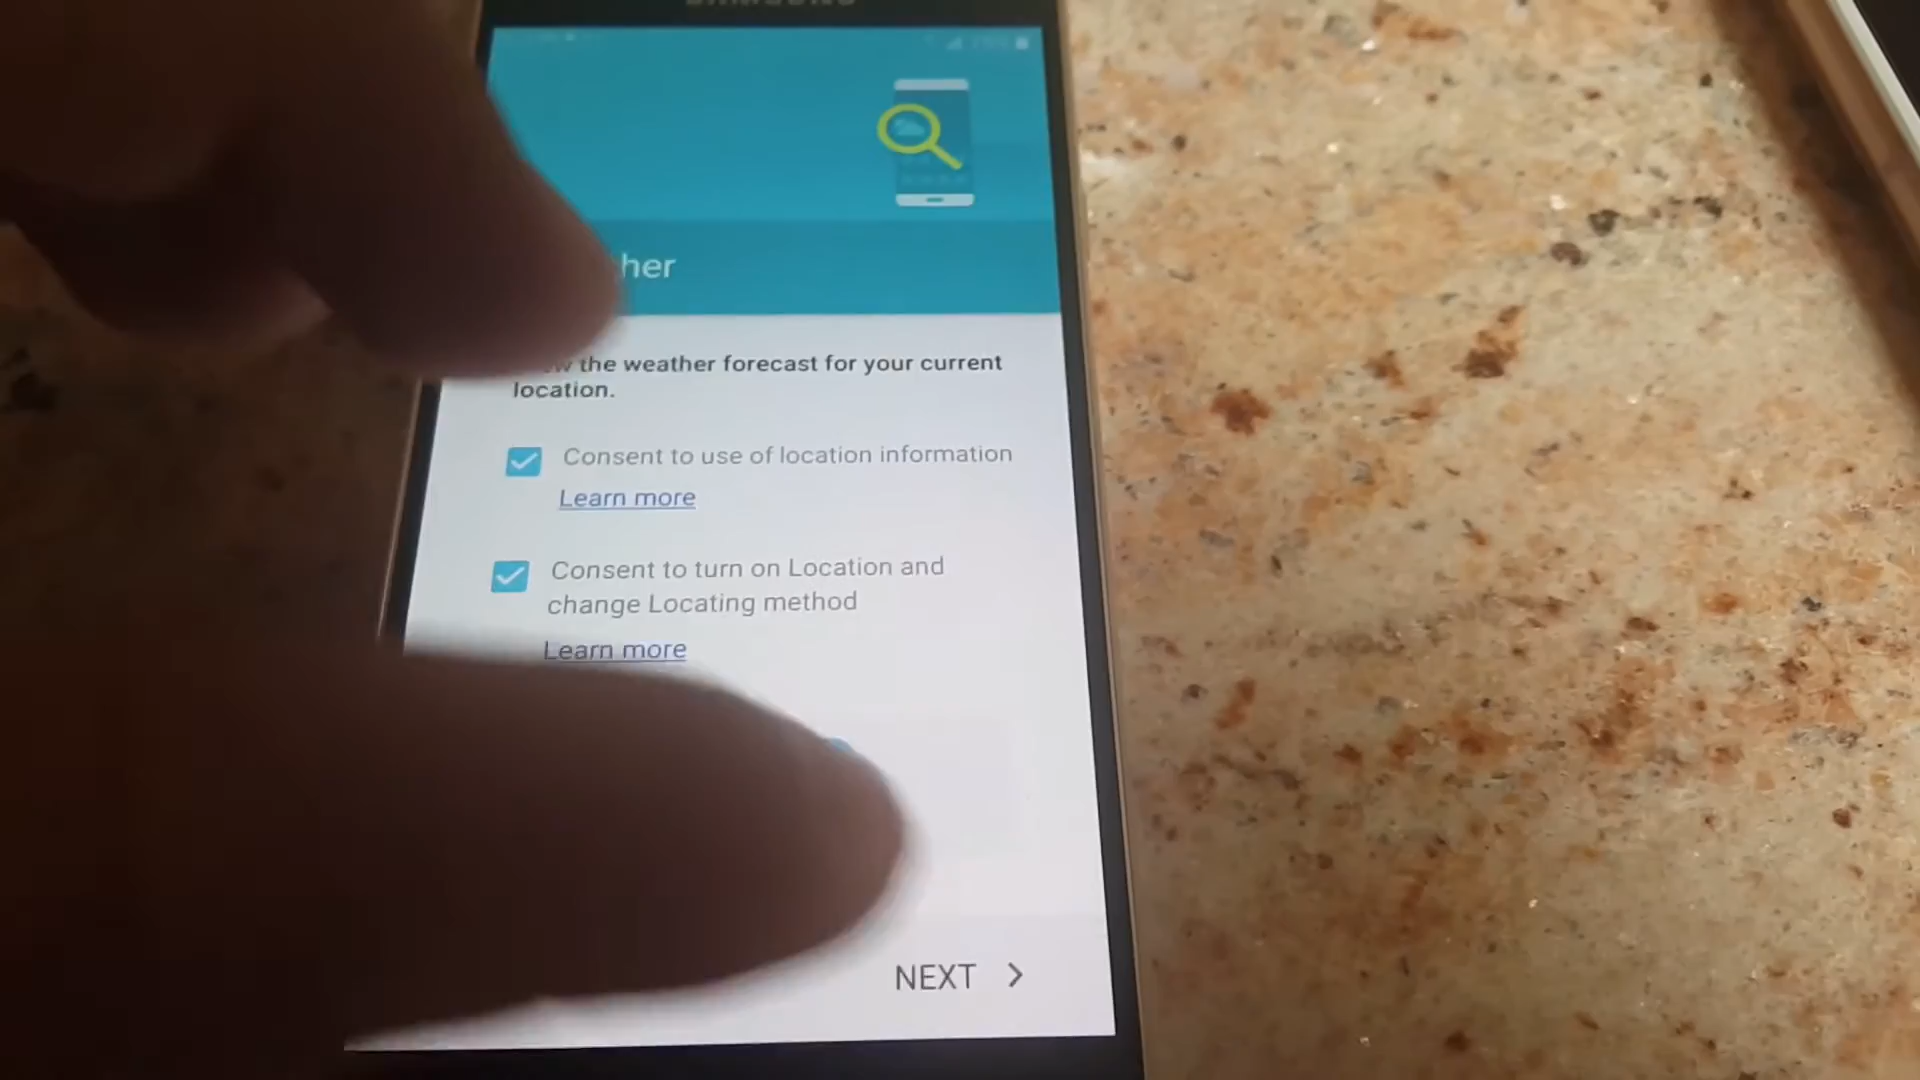 her
the weather forecast for your current
location.
Consent to use of location information
Learn more
Consent to turn on Location and
change Locating method
Learn more
NEXT